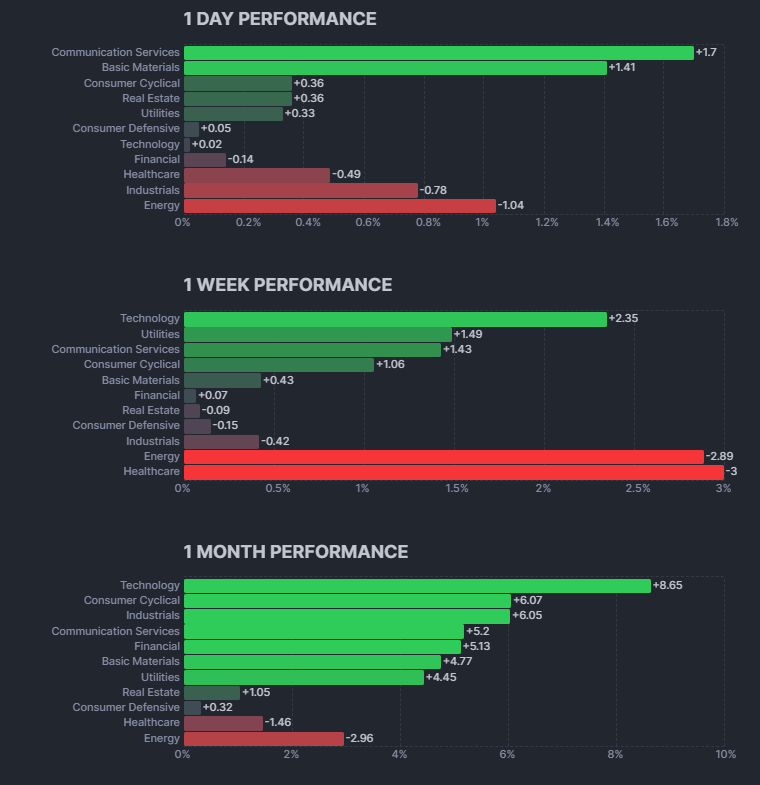 1 DAY PERFORMANCE
Communication Services +1.7
Basic Materials +1.41
Consumer Cyclical +0.36
Real Estate +0.36
Utilities +0.33
Consumer Defensive +0.05
Technology +0.02
Financial -0.14
Healthcare -0.49
Industrials -0.78
Energy -1.04
0% 0.2% 0.4% 0.6% 0.8% 1% 1.2% 1.4% 1.6% 1.8%
1 WEEK PERFORMANCE
Technology +2.35
Utilities +1.49
Communication Services +1.43
Consumer Cyclical +1.06
Basic Materials +0.43
Financial +0.07
Real Estate -0.09
Consumer Defensive -0.15
Industrials -0.42
Energy -2.89
Healthcare -3
0% 0.5% 1% 1.5% 2% 2.5% 3%
1 MONTH PERFORMANCE
Technology +8.65
Consumer Cyclical +6.07
Industrials +6.05
Communication Services +5.2
Financial +5.13
Basic Materials +4.77
Utilities +4.45
Real Estate +1.05
Consumer Defensive +0.32
Healthcare -1.46
Energy -2.96
0% 2% 4% 6% 8% 10%